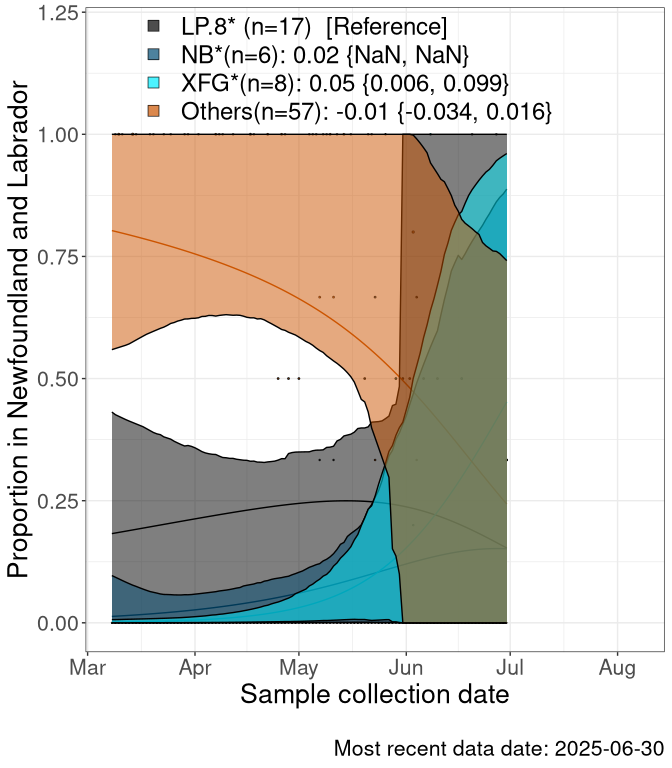 LP.8* (n=17)  [Reference]
NB*(n=6): 0.02 {NaN, NaN}
XFG*(n=8): 0.05 {0.006, 0.099}
Others(n=57): -0.01 {-0.034, 0.016}
1.25
1.00
0.75
0.50
0.25
0.00
Proportion in Newfoundland and Labrador
Mar Apr May Jun Jul Aug
Sample collection date
Most recent data date: 2025-06-30